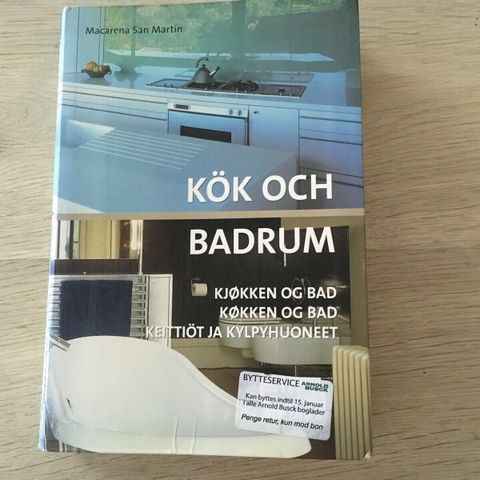 Macarena San Martín
KÖK OCH
BADRUM
KJØKKEN OG BAD
KØKKEN OG BAD
KEITTIÖT JA KYLPYHUONEET
BYTTESERVICE ARNOLD BUSCK
Kan byttes indtil 15. januar
i alle Arnold Busck boglader
Penge retur, kun mod bon